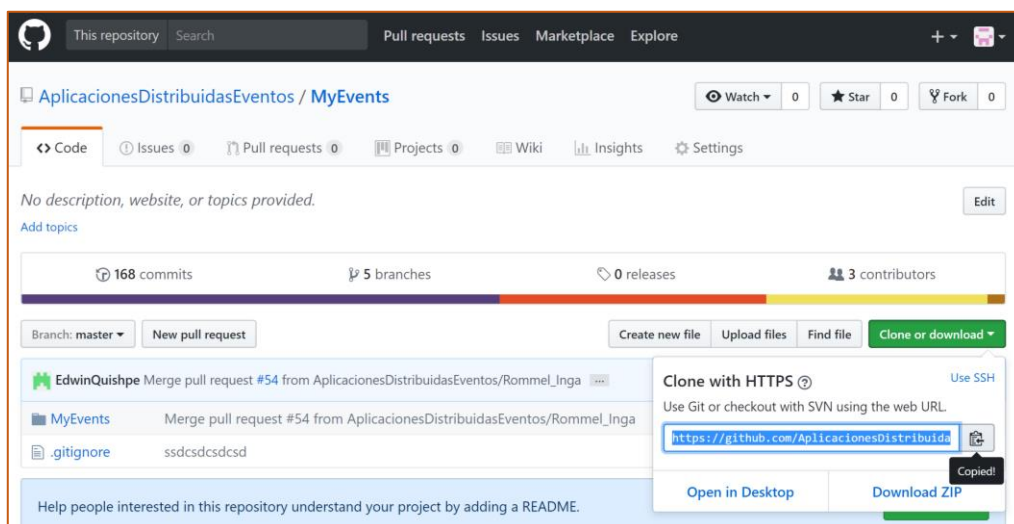 This repository Search Pull requests Issues Marketplace Explore
AplicacionesDistribuidasEventos / MyEvents Watch 0 Star 0 Fork 0
Code Issues 0 Pull requests 0 Projects 0 Wiki Insights Settings
No description, website, or topics provided. Edit
Add topics
168 commits 5 branches 0 releases 3 contributors
Branch: master New pull request Create new file Upload files Find file Clone or download
EdwinQuishpe Merge pull request #54 from AplicacionesDistribuidasEventos/Rommel_Inga ...
MyEvents Merge pull request #54 from AplicacionesDistribuidasEventos/Rommel_Inga
.gitignore ssdcsdcsdcsd
Help people interested in this repository understand your project by adding a README.
Clone with HTTPS ? Use SSH
Use Git or checkout with SVN using the web URL.
https://github.com/AplicacionesDistribuida
Copied!
Open in Desktop Download ZIP